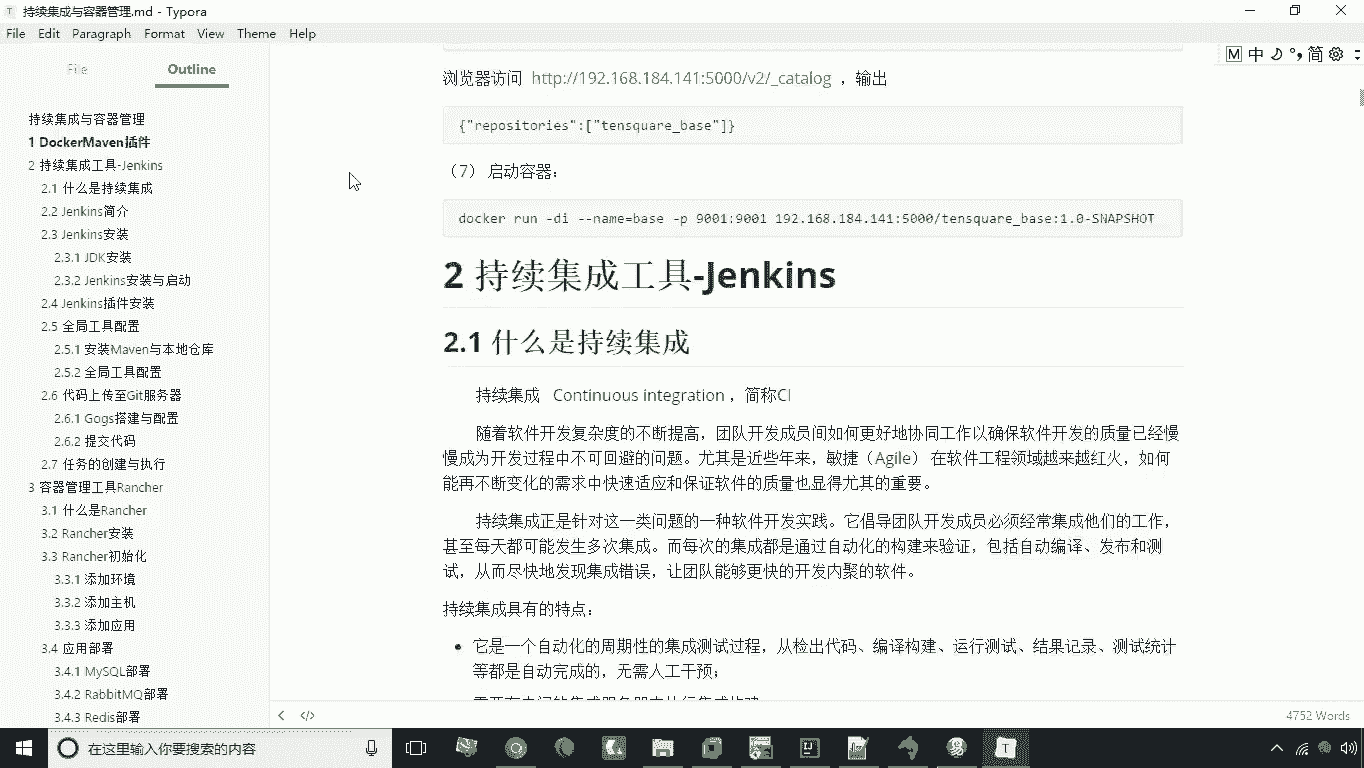 持续集成与容器管理.md - Typora
File Edit Paragraph Format View Theme Help
File Outline
持续集成与容器管理
1 DockerMaven插件
2 持续集成工具-Jenkins
2.1 什么是持续集成
2.2 Jenkins简介
2.3 Jenkins安装
2.3.1 JDK安装
2.3.2 Jenkins安装与启动
2.4 Jenkins插件安装
2.5 全局工具配置
2.5.1 安装Maven与本地仓库
2.5.2 全局工具配置
2.6 代码上传至Git服务器
2.6.1 Gogs搭建与配置
2.6.2 提交代码
2.7 任务的创建与执行
3 容器管理工具Rancher
3.1 什么是Rancher
3.2 Rancher安装
3.3 Rancher初始化
3.3.1 添加环境
3.3.2 添加主机
3.3.3 添加应用
3.4 应用部署
3.4.1 MySQL部署
3.4.2 RabbitMQ部署
3.4.3 Redis部署
M 中 简
浏览器访问 http://192.168.184.141:5000/v2/_catalog ，输出
{"repositories":["tensquare_base"]}
（7） 启动容器：
docker run -di --name=base -p 9001:9001 192.168.184.141:5000/tensquare_base:1.0-SNAPSHOT
2 持续集成工具-Jenkins
2.1 什么是持续集成
持续集成 Continuous integration ，简称CI
随着软件开发复杂度的不断提高，团队开发成员间如何更好地协同工作以确保软件开发的质量已经慢
慢成为开发过程中不可回避的问题。尤其是近些年来，敏捷（Agile） 在软件工程领域越来越红火，如何
能再不断变化的需求中快速适应和保证软件的质量也显得尤其的重要。
持续集成正是针对这一类问题的一种软件开发实践。它倡导团队开发成员必须经常集成他们的工作，
甚至每天都可能发生多次集成。而每次的集成都是通过自动化的构建来验证，包括自动编译、发布和测
试，从而尽快地发现集成错误，让团队能够更快的开发内聚的软件。
持续集成具有的特点：
它是一个自动化的周期性的集成测试过程，从检出代码、编译构建、运行测试、结果记录、测试统计
等都是自动完成的，无需人工干预；
4752 Words
在这里输入你要搜索的内容